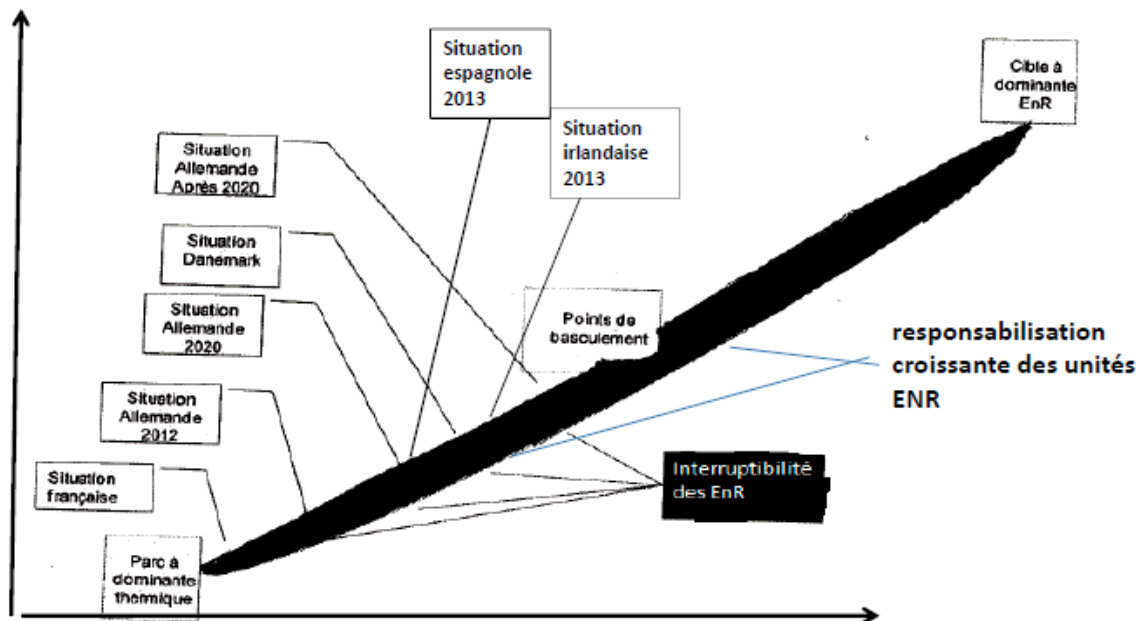 Situation
espagnole
2013
Cible à
dominante
EnR
Situation
irlandaise
2013
Situation
Allemande
Après 2020
Situation
Danemark
Situation
Allemande
2020
Points de
basculement
responsabilisation
croissante des unités
ENR
Situation
Allemande
2012
Interruptibilité
des EnR
Situation
française
Parc à
dominante
thermique